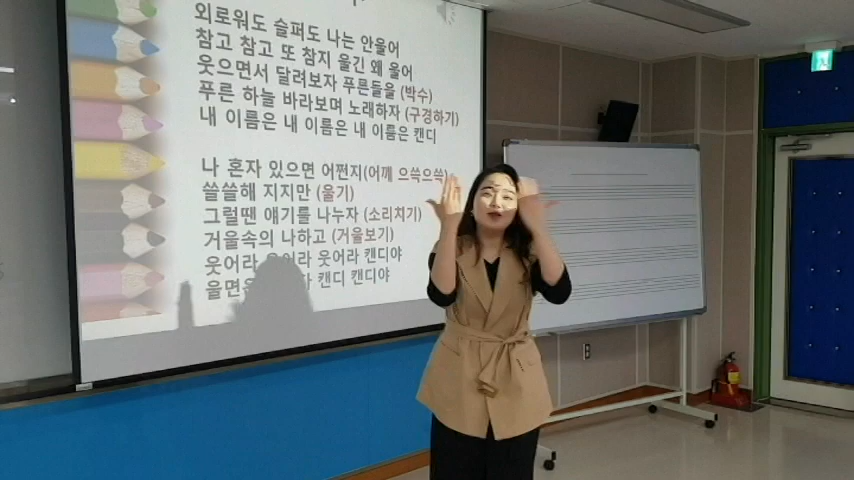 외로워도 슬퍼도 나는 안울어
참고 참고 또 참지 울긴 왜 울어
웃으면서 달려보자 푸른들을 (박수)
푸른 하늘 바라보며 노래하자 (구경하기)
내 이름은 내 이름은 내 이름은 캔디
나 혼자 있으면 어쩐지(어깨 으쓱으쓱)
쓸쓸해 지지만 (울기)
그럴땐 얘기를 나누자 (소리치기)
거울속의 나하고 (거울보기)
웃어라 웃어라 웃어라 캔디야
울면 캔디 캔디야